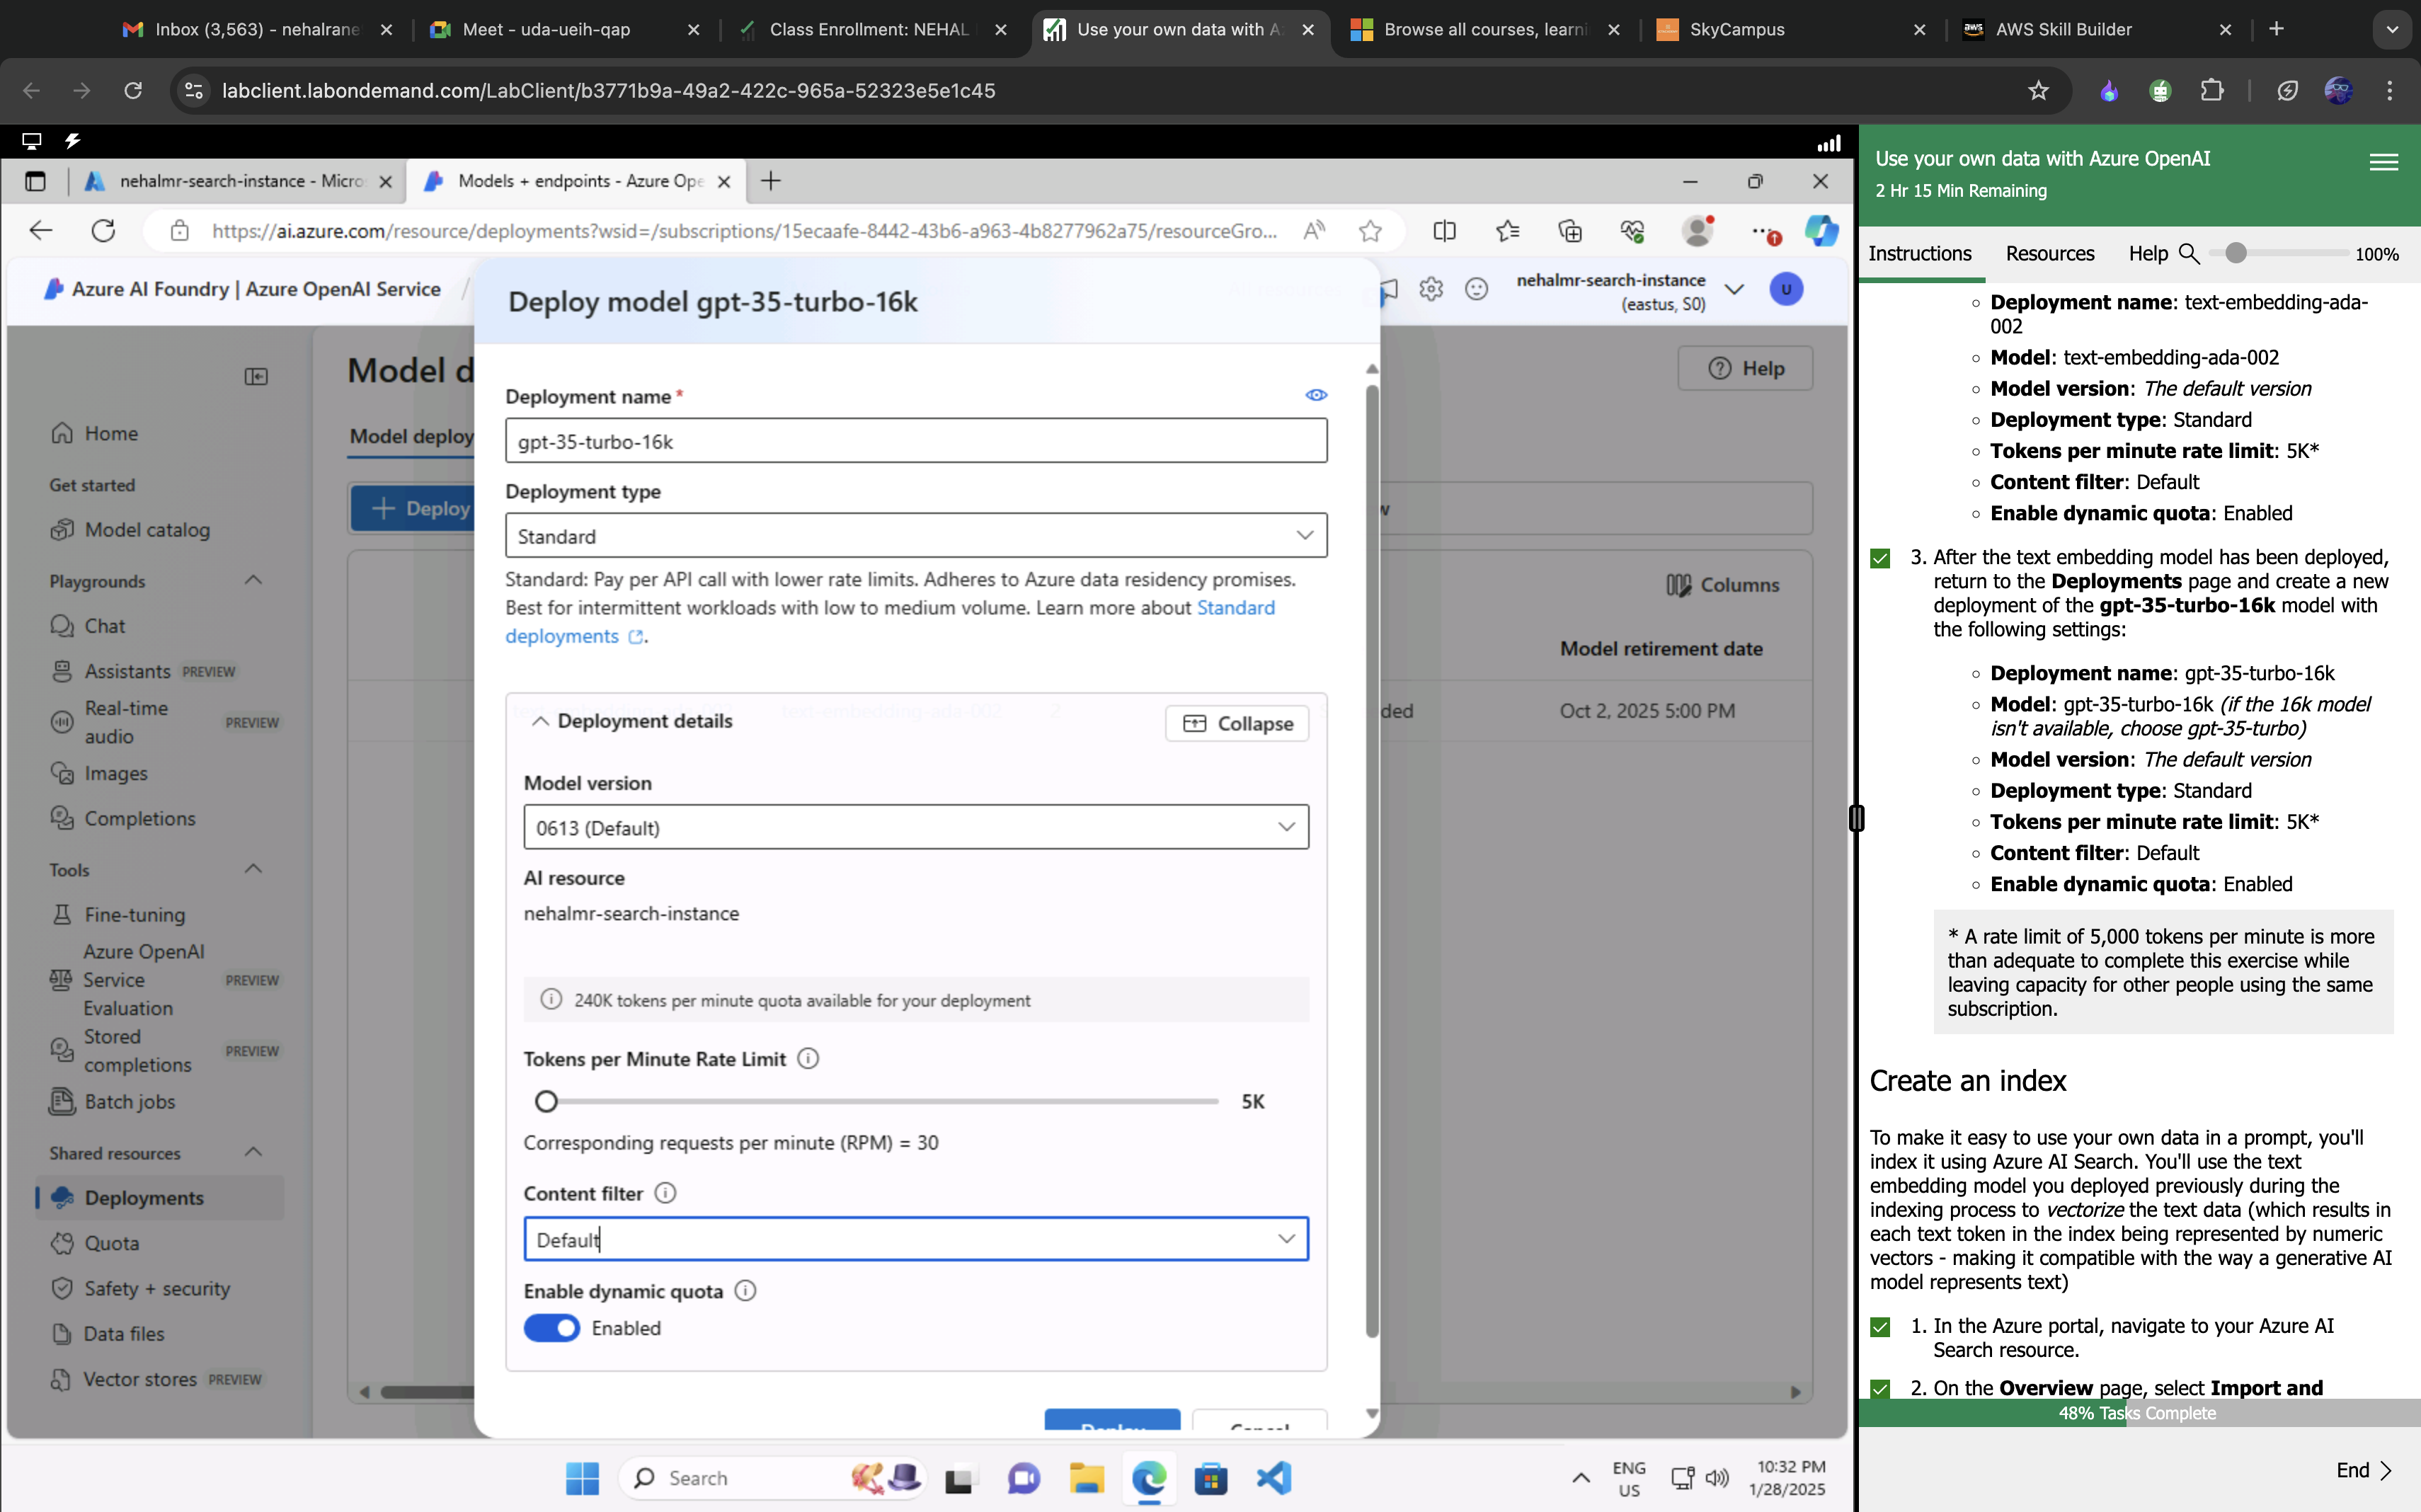 Inbox (3,563) - nehalrane
Meet - uda-ueih-qap
Class Enrollment: NEHAL
Use your own data with A
Browse all courses, learni
SkyCampus
AWS Skill Builder
labclient.labondemand.com/LabClient/b3771b9a-49a2-422c-965a-52323e5e1c45
nehalmr-search-instance - Micro
Models + endpoints - Azure Ope
https://ai.azure.com/resource/deployments?wsid=/subscriptions/15ecaafe-8442-43b6-a963-4b8277962a75/resourceGro...
Azure AI Foundry | Azure OpenAI Service /
nehalmr-search-instance
(eastus, S0)
U
Home
Get started
Model catalog
Playgrounds
Chat
Assistants PREVIEW
Real-time
audio
PREVIEW
Images
Completions
Tools
Fine-tuning
Azure OpenAI
Service
Evaluation
PREVIEW
Stored
completions
PREVIEW
Batch jobs
Shared resources
Deployments
Quota
Safety + security
Data files
Vector stores PREVIEW
Model d
Help
Model deploy
+ Deploy
w
Columns
Model retirement date
ded
Oct 2, 2025 5:00 PM
Deploy model gpt-35-turbo-16k
Deployment name *
gpt-35-turbo-16k
Deployment type
Standard
Standard: Pay per API call with lower rate limits. Adheres to Azure data residency promises.
Best for intermittent workloads with low to medium volume. Learn more about Standard
deployments .
Deployment details
Collapse
Model version
0613 (Default)
AI resource
nehalmr-search-instance
240K tokens per minute quota available for your deployment
Tokens per Minute Rate Limit
5K
Corresponding requests per minute (RPM) = 30
Content filter
Default
Enable dynamic quota
Enabled
Deploy
Cancel
Search
ENG
US
10:32 PM
1/28/2025
Use your own data with Azure OpenAI
2 Hr 15 Min Remaining
Instructions
Resources
Help
100%
Deployment name: text-embedding-ada-
002
Model: text-embedding-ada-002
Model version: The default version
Deployment type: Standard
Tokens per minute rate limit: 5K*
Content filter: Default
Enable dynamic quota: Enabled
3. After the text embedding model has been deployed,
return to the Deployments page and create a new
deployment of the gpt-35-turbo-16k model with
the following settings:
Deployment name: gpt-35-turbo-16k
Model: gpt-35-turbo-16k (if the 16k model
isn't available, choose gpt-35-turbo)
Model version: The default version
Deployment type: Standard
Tokens per minute rate limit: 5K*
Content filter: Default
Enable dynamic quota: Enabled
* A rate limit of 5,000 tokens per minute is more
than adequate to complete this exercise while
leaving capacity for other people using the same
subscription.
Create an index
To make it easy to use your own data in a prompt, you'll
index it using Azure AI Search. You'll use the text
embedding model you deployed previously during the
indexing process to vectorize the text data (which results in
each text token in the index being represented by numeric
vectors - making it compatible with the way a generative AI
model represents text)
1. In the Azure portal, navigate to your Azure AI
Search resource.
2. On the Overview page, select Import and
48% Tasks Complete
End